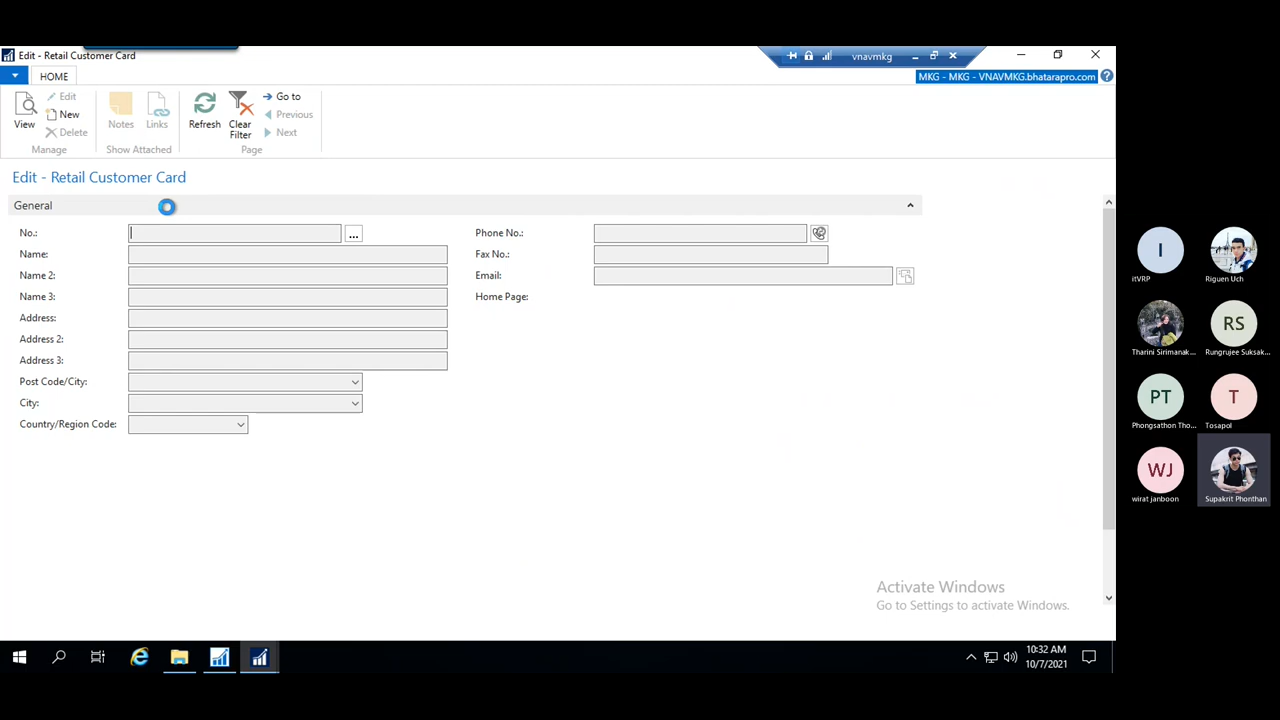 Edit - Retail Customer Card
vnavmkg
HOME
MKG - MKG - VNAVMKG.bhatarapro.com
View
Edit
New
Delete
Manage
Notes
Links
Show Attached
Refresh
Clear
Filter
Go to
Previous
Next
Page
Edit - Retail Customer Card
General
No.:
...
Name:
Name 2:
Name 3:
Address:
Address 2:
Address 3:
Post Code/City:
City:
Country/Region Code:
Phone No.:
Fax No.:
Email:
Home Page:
I
itVRP
Riguen Uch
Tharini Sirimanak...
RS
Rungrujee Suksak...
PT
Phongsathon Tho...
T
Tosapol
WJ
wirat janboon
Supakrit Phonthan
Activate Windows
Go to Settings to activate Windows.
10:32 AM
10/7/2021